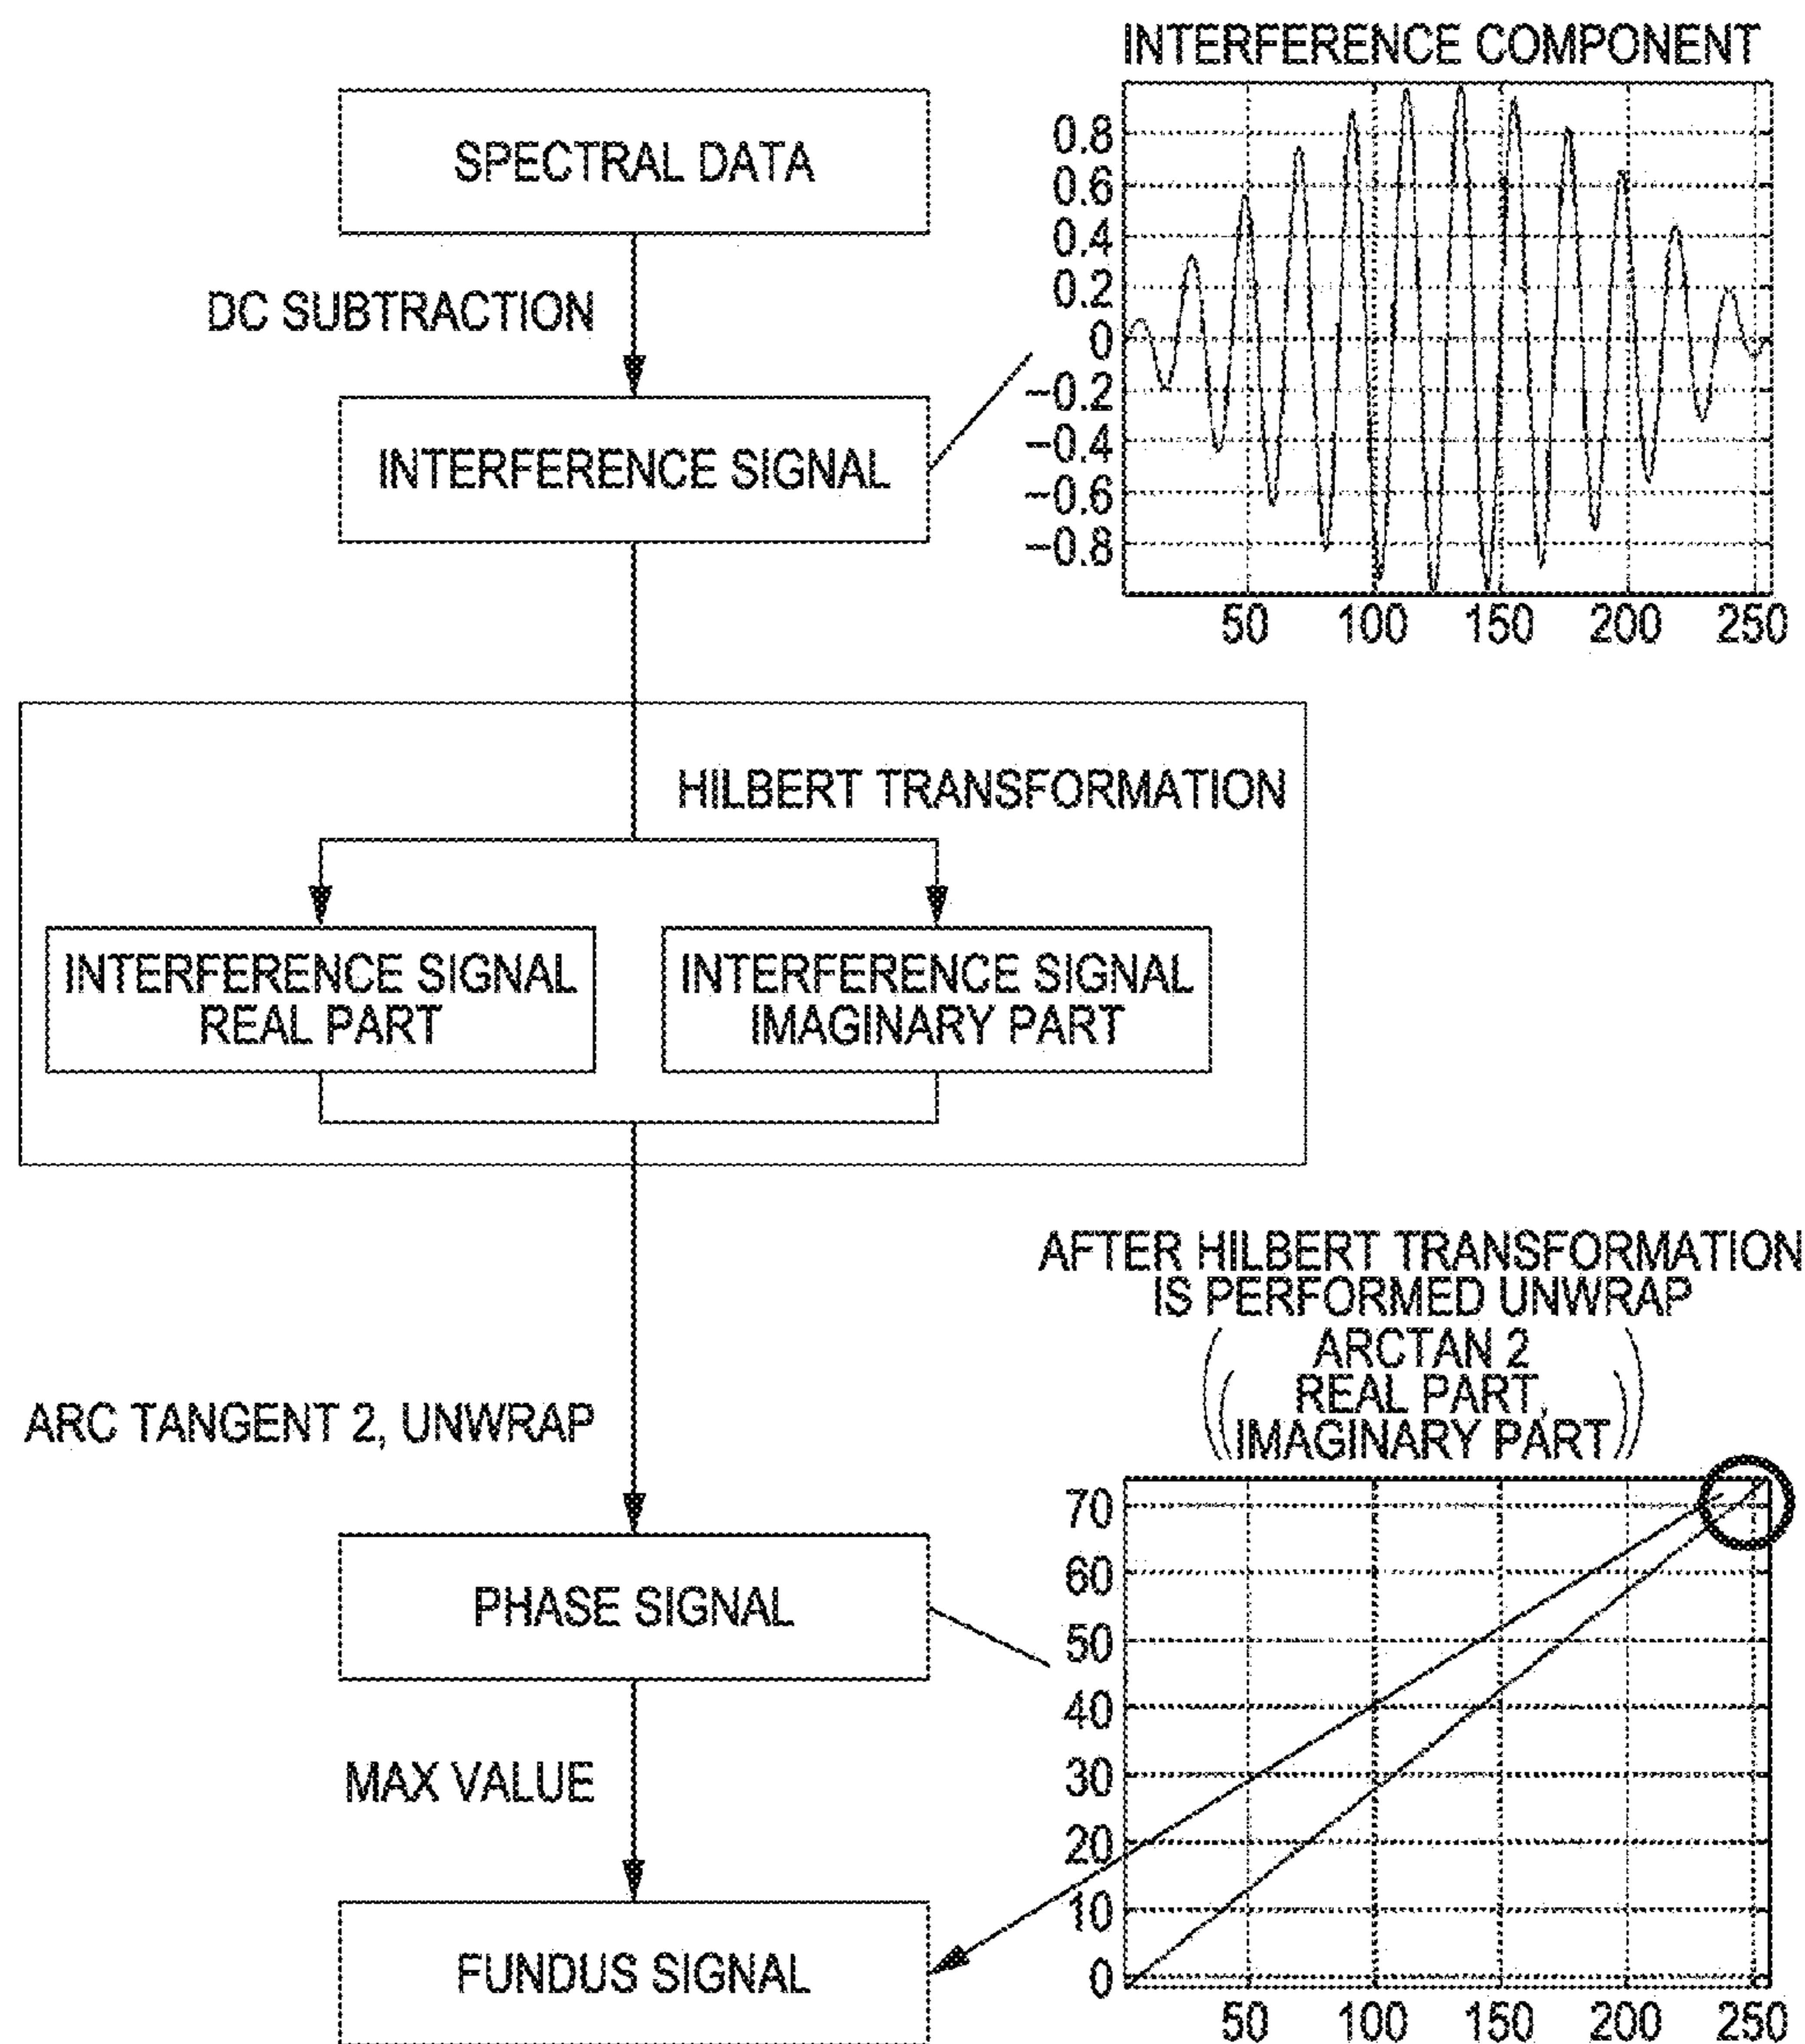 INTERFERENCE COMPONENT
SPECTRAL DATA
0.8
0.6
0.4
0.2
0
−0.2
−0.4
−0.6
−0.8
50 100 150 200 250
DC SUBTRACTION
INTERFERENCE SIGNAL
HILBERT TRANSFORMATION
INTERFERENCE SIGNAL
REAL PART
INTERFERENCE SIGNAL
IMAGINARY PART
ARC TANGENT 2, UNWRAP
AFTER HILBERT TRANSFORMATION
IS PERFORMED UNWRAP
( ARCTAN 2
( REAL PART,
IMAGINARY PART ) )
PHASE SIGNAL
MAX VALUE
FUNDUS SIGNAL
70
60
50
40
30
20
10
0
50 100 150 200 250